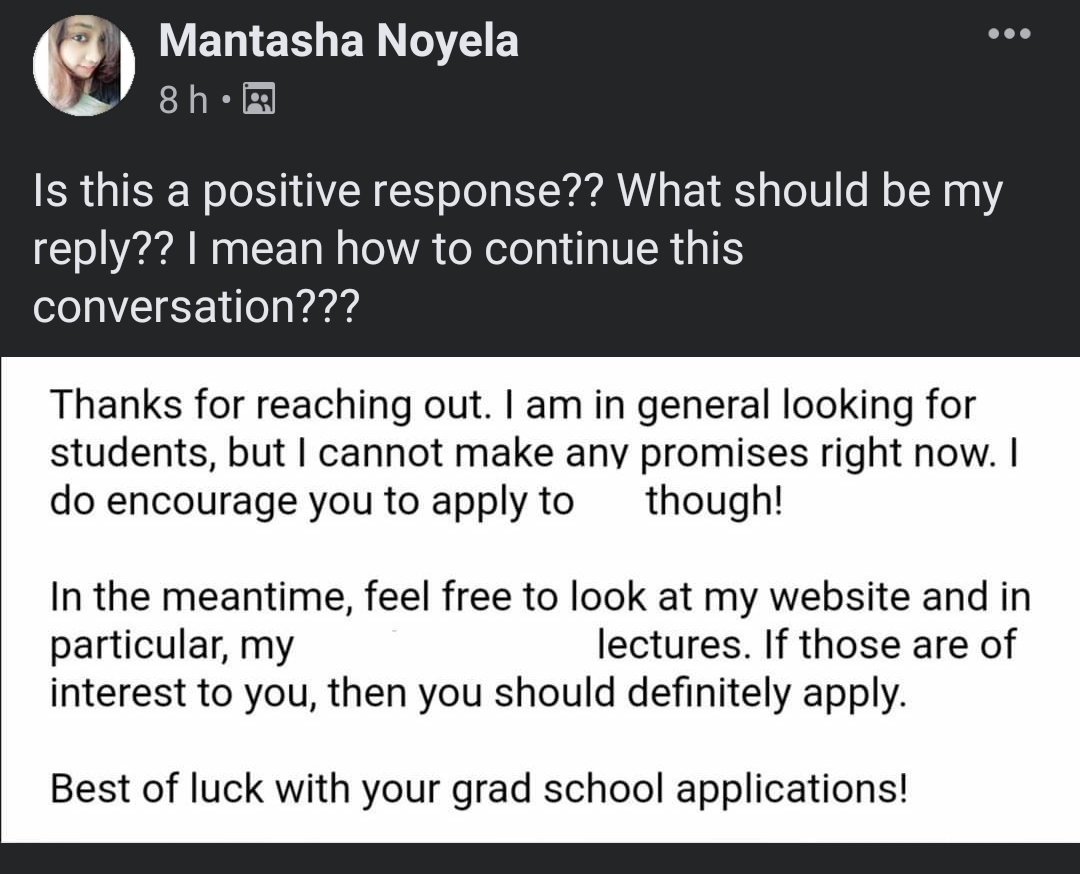 Mantasha Noyela
8 h •
Is this a positive response?? What should be my
reply?? I mean how to continue this
conversation???
Thanks for reaching out. I am in general looking for
students, but I cannot make any promises right now. I
do encourage you to apply to though!
In the meantime, feel free to look at my website and in
particular, my lectures. If those are of
interest to you, then you should definitely apply.
Best of luck with your grad school applications!